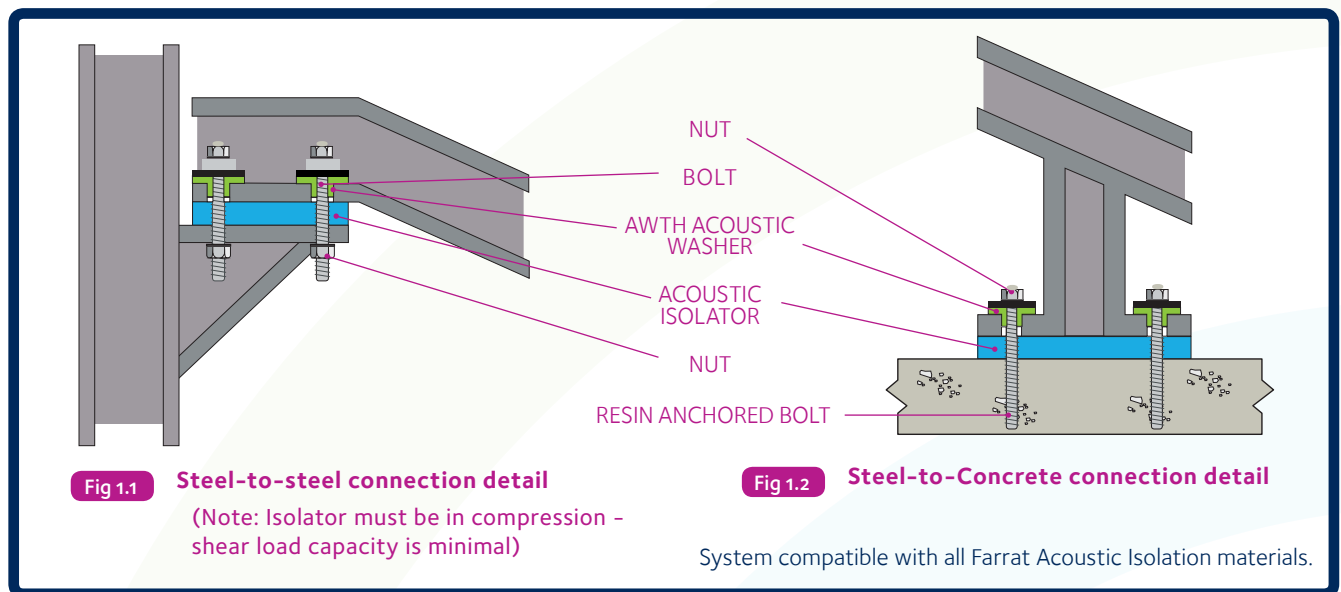 NUT
BOLT
AWTH ACOUSTIC
WASHER
ACOUSTIC
ISOLATOR
NUT
RESIN ANCHORED BOLT
Fig 1.1
Steel-to-steel connection detail
(Note: Isolator must be in compression -
shear load capacity is minimal)
Fig 1.2
Steel-to-Concrete connection detail
System compatible with all Farrat Acoustic Isolation materials.